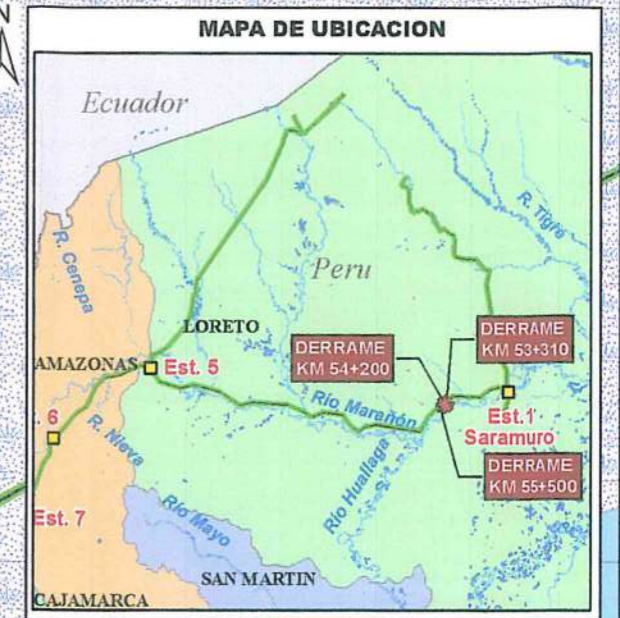 N
MAPA DE UBICACION
Ecuador
R. Tigre
R. Cenepa
Peru
LORETO
DERRAME
KM 53+310
DERRAME
KM 54+200
AMAZONAS
Est. 5
Río Marañón
Est.1
Saramuro
. 6
R. Nieva
Río Huallaga
DERRAME
KM 55+500
Est. 7
Río Mayo
SAN MARTIN
CAJAMARCA